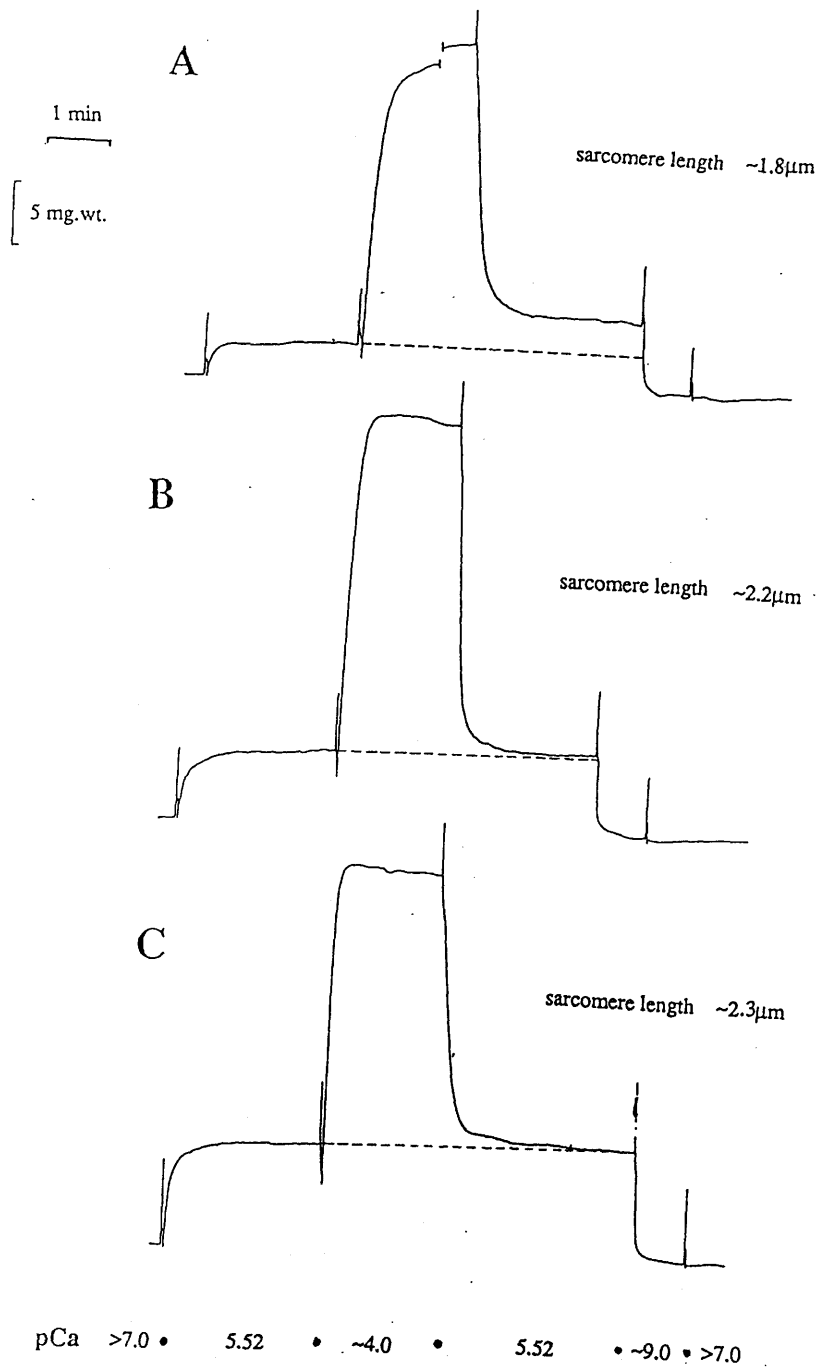 A
1 min
5 mg.wt.
sarcomere length ~1.8μm
B
sarcomere length ~2.2μm
C
sarcomere length ~2.3μm
pCa >7.0 • 5.52 • ~4.0 • 5.52 • ~9.0 • >7.0